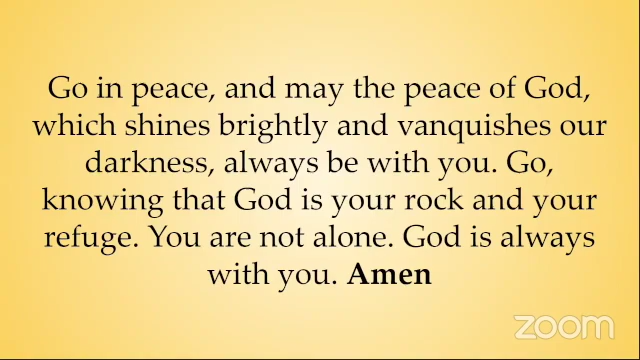 Go in peace, and may the peace of God,
which shines brightly and vanquishes our
darkness, always be with you. Go,
knowing that God is your rock and your
refuge. You are not alone. God is always
with you. Amen
zoom